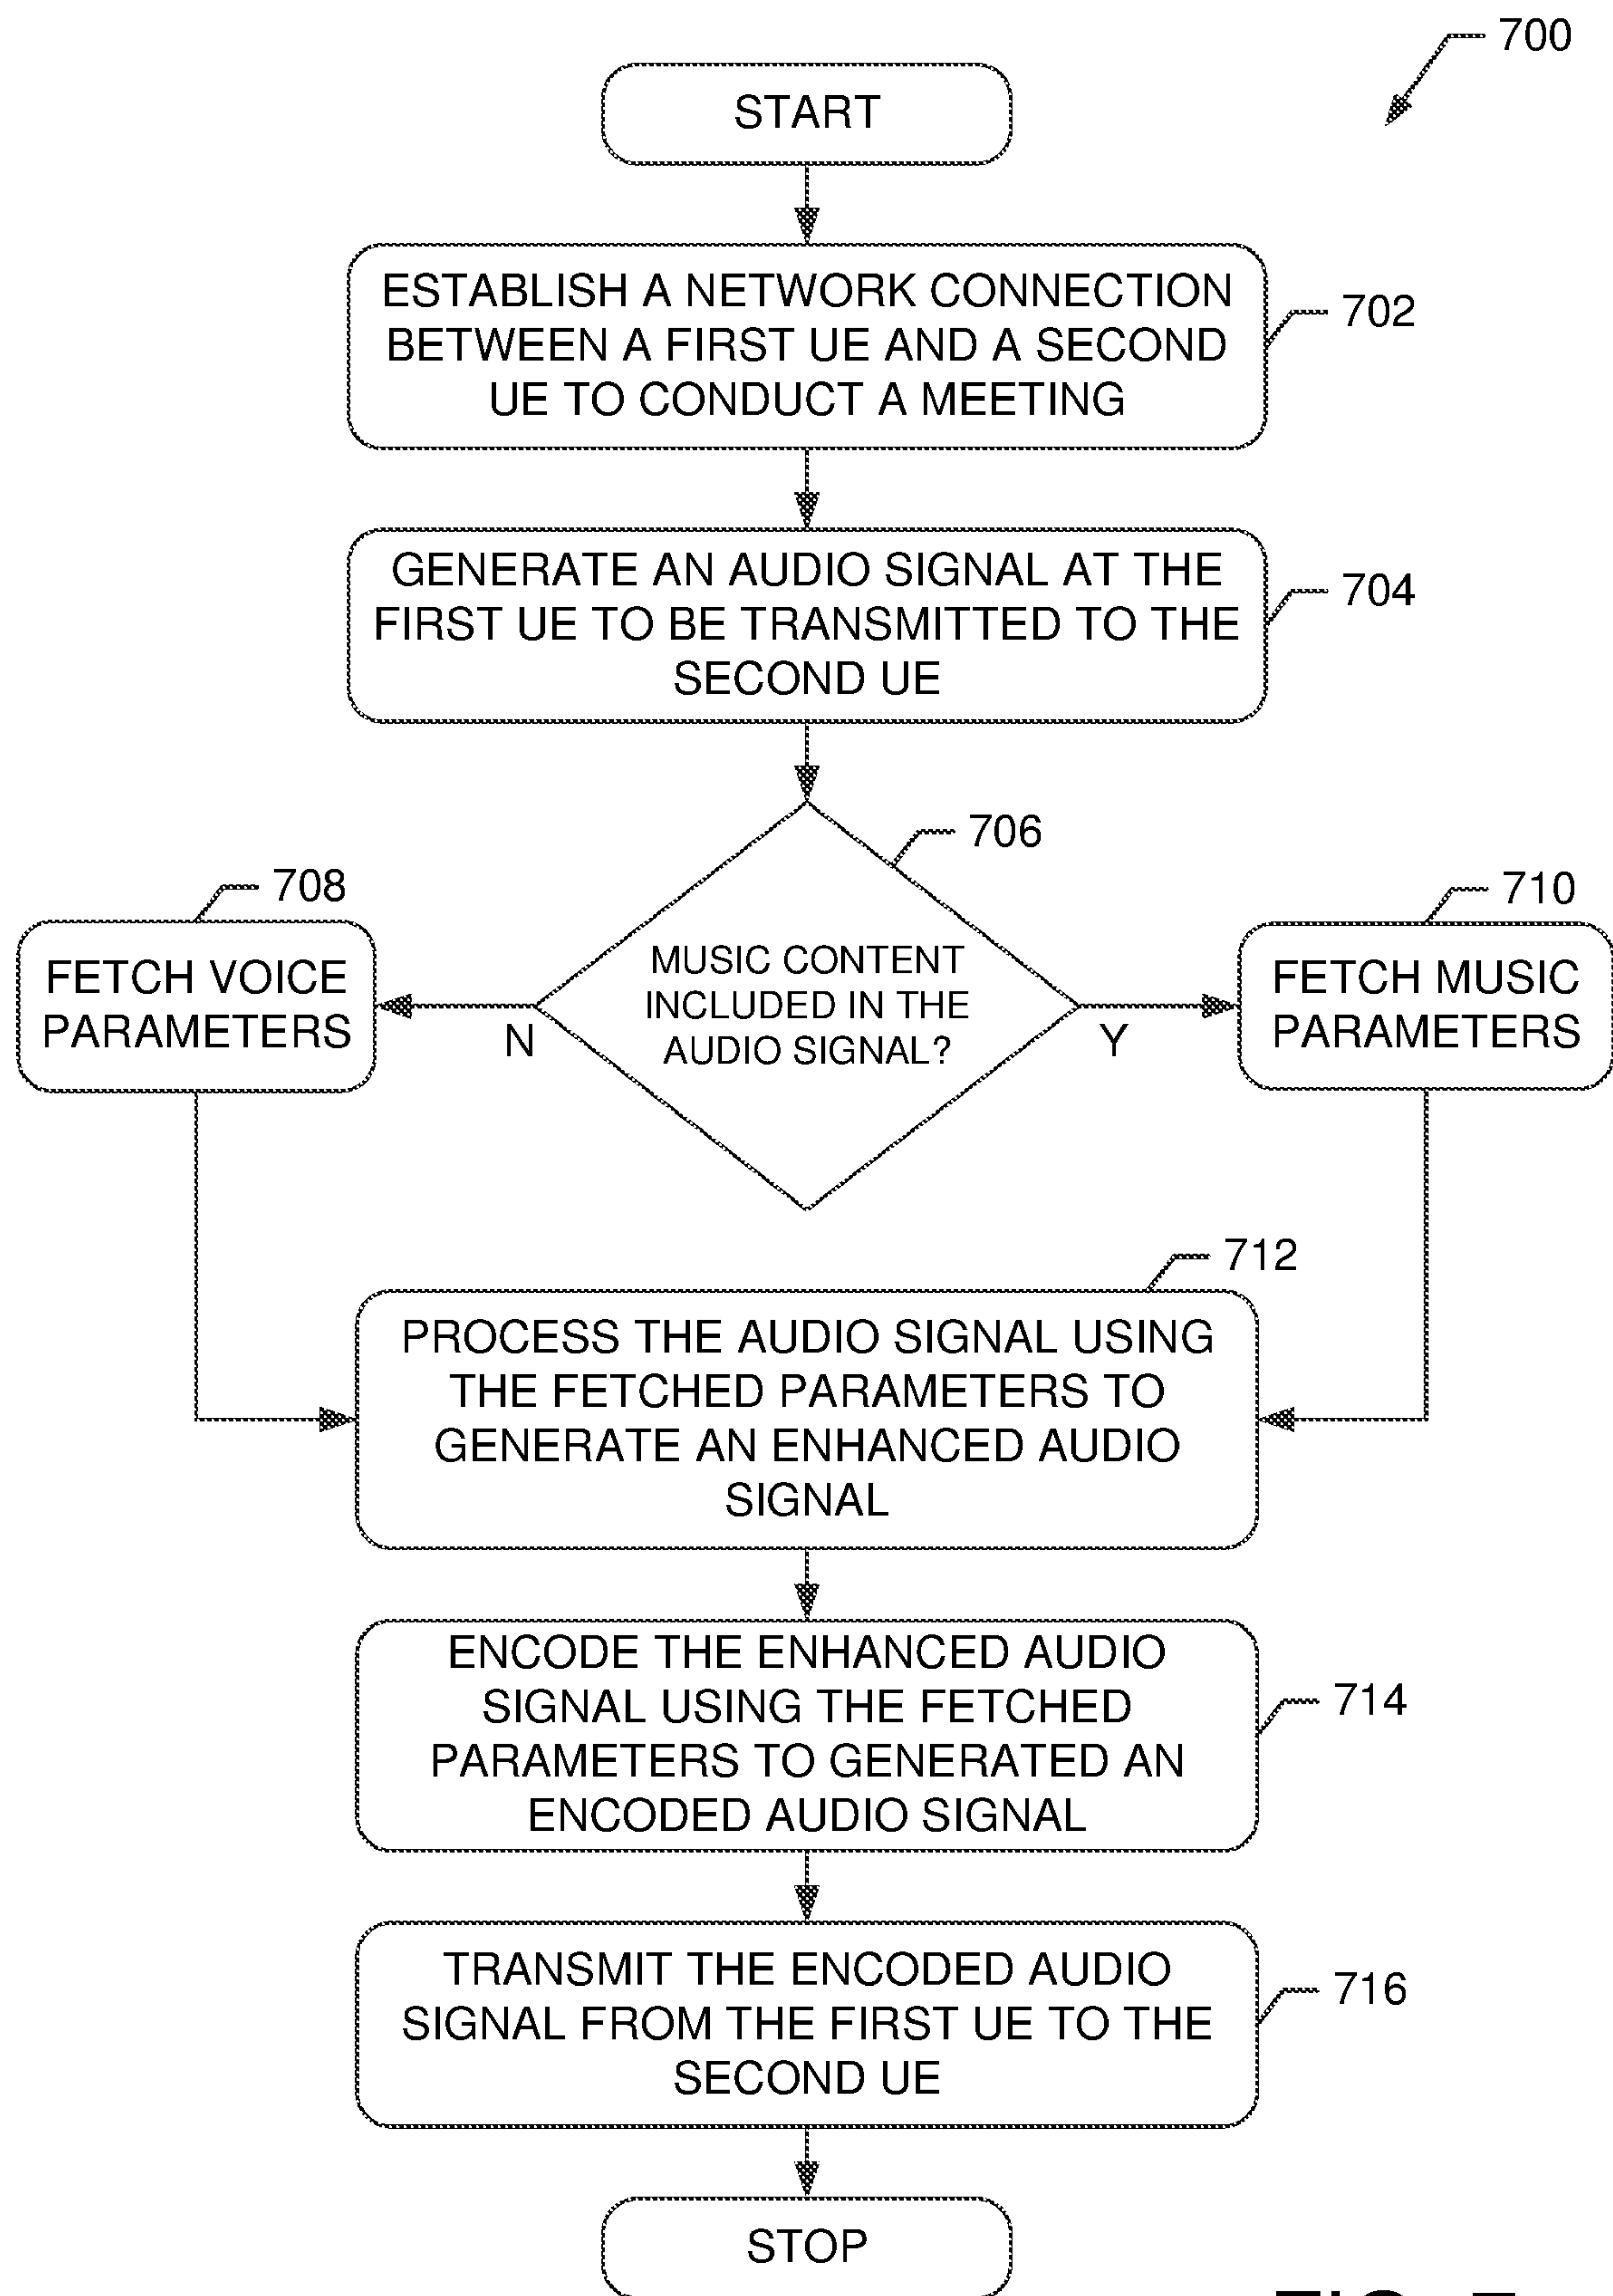 700
START
ESTABLISH A NETWORK CONNECTION
BETWEEN A FIRST UE AND A SECOND
UE TO CONDUCT A MEETING
702
GENERATE AN AUDIO SIGNAL AT THE
FIRST UE TO BE TRANSMITTED TO THE
SECOND UE
704
706
MUSIC CONTENT
INCLUDED IN THE
AUDIO SIGNAL?
N
Y
708
FETCH VOICE
PARAMETERS
710
FETCH MUSIC
PARAMETERS
712
PROCESS THE AUDIO SIGNAL USING
THE FETCHED PARAMETERS TO
GENERATE AN ENHANCED AUDIO
SIGNAL
ENCODE THE ENHANCED AUDIO
SIGNAL USING THE FETCHED
PARAMETERS TO GENERATED AN
ENCODED AUDIO SIGNAL
714
TRANSMIT THE ENCODED AUDIO
SIGNAL FROM THE FIRST UE TO THE
SECOND UE
716
STOP